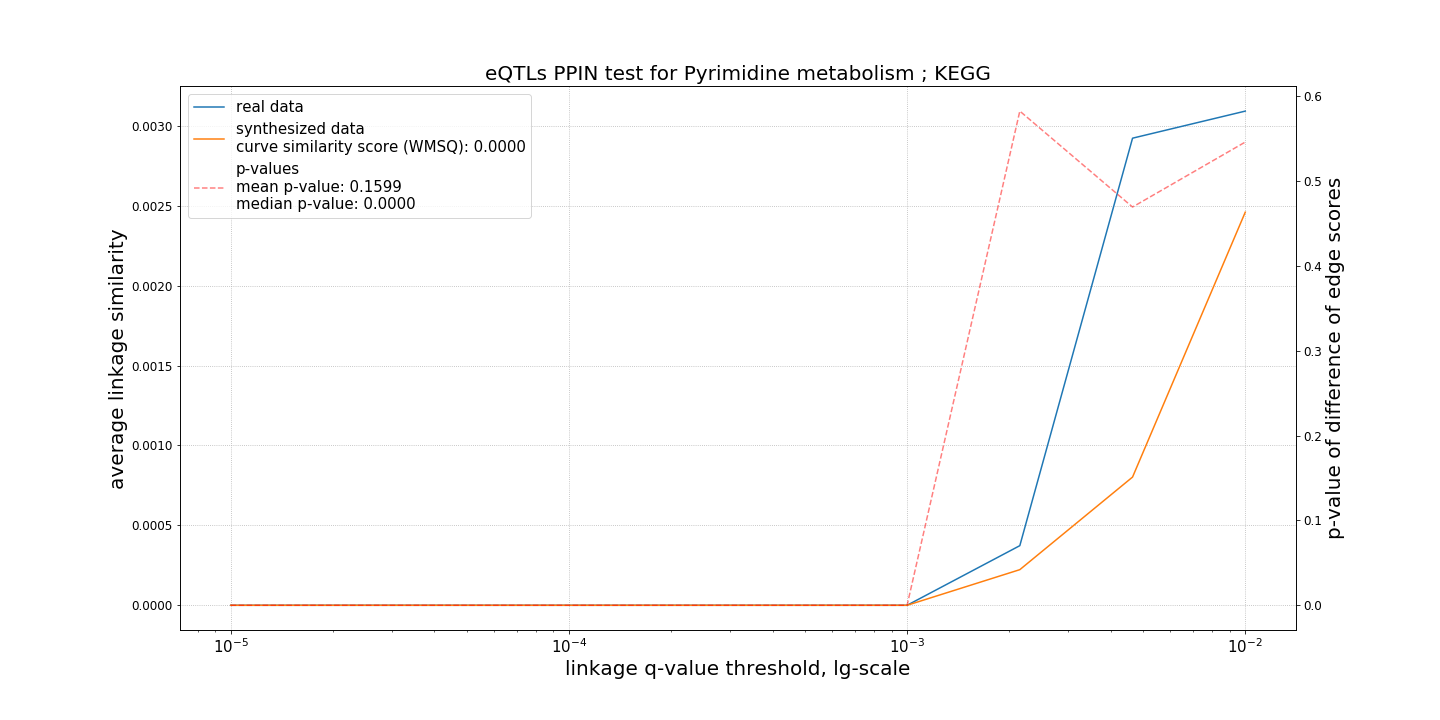 eQTLs PPIN test for Pyrimidine metabolism ; KEGG
real data
synthesized data
curve similarity score (WMSQ): 0.0000
p-values
mean p-value: 0.1599
median p-value: 0.0000
average linkage similarity
0.0030
0.0025
0.0020
0.0015
0.0010
0.0005
0.0000
p-value of difference of edge scores
0.6
0.5
0.4
0.3
0.2
0.1
0.0
10⁻⁵ 10⁻⁴ 10⁻³ 10⁻²
linkage q-value threshold, lg-scale